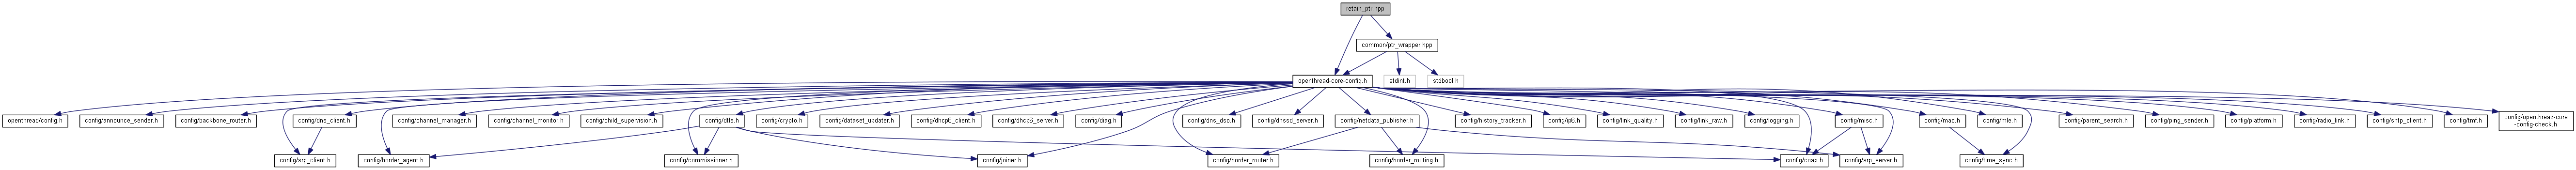 retain_ptr.hpp
common/ptr_wrapper.hpp
openthread-core-config.h
stdint.h
stdbool.h
openthread/config.h
config/announce_sender.h
config/backbone_router.h
config/dns_client.h
config/channel_manager.h
config/channel_monitor.h
config/child_supervision.h
config/dtls.h
config/crypto.h
config/dataset_updater.h
config/dhcp6_client.h
config/dhcp6_server.h
config/diag.h
config/dns_dso.h
config/dnssd_server.h
config/netdata_publisher.h
config/history_tracker.h
config/ip6.h
config/link_quality.h
config/link_raw.h
config/logging.h
config/misc.h
config/mac.h
config/mle.h
config/parent_search.h
config/ping_sender.h
config/platform.h
config/radio_link.h
config/sntp_client.h
config/tmf.h
config/openthread-core
-config-check.h
config/srp_client.h
config/border_agent.h
config/commissioner.h
config/joiner.h
config/border_router.h
config/border_routing.h
config/coap.h
config/srp_server.h
config/time_sync.h